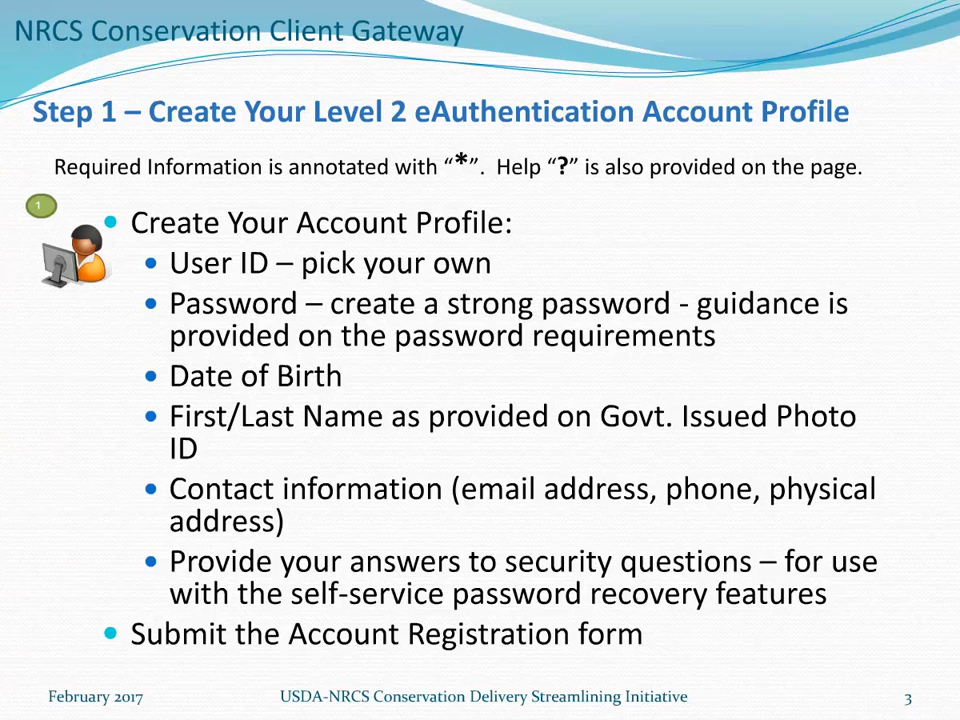 NRCS Conservation Client Gateway
Step 1 – Create Your Level 2 eAuthentication Account Profile
Required Information is annotated with “*”. Help “?” is also provided on the page.
1
• Create Your Account Profile:
• User ID – pick your own
• Password – create a strong password - guidance is
provided on the password requirements
• Date of Birth
• First/Last Name as provided on Govt. Issued Photo
ID
• Contact information (email address, phone, physical
address)
• Provide your answers to security questions – for use
with the self-service password recovery features
• Submit the Account Registration form
February 2017 USDA-NRCS Conservation Delivery Streamlining Initiative 3